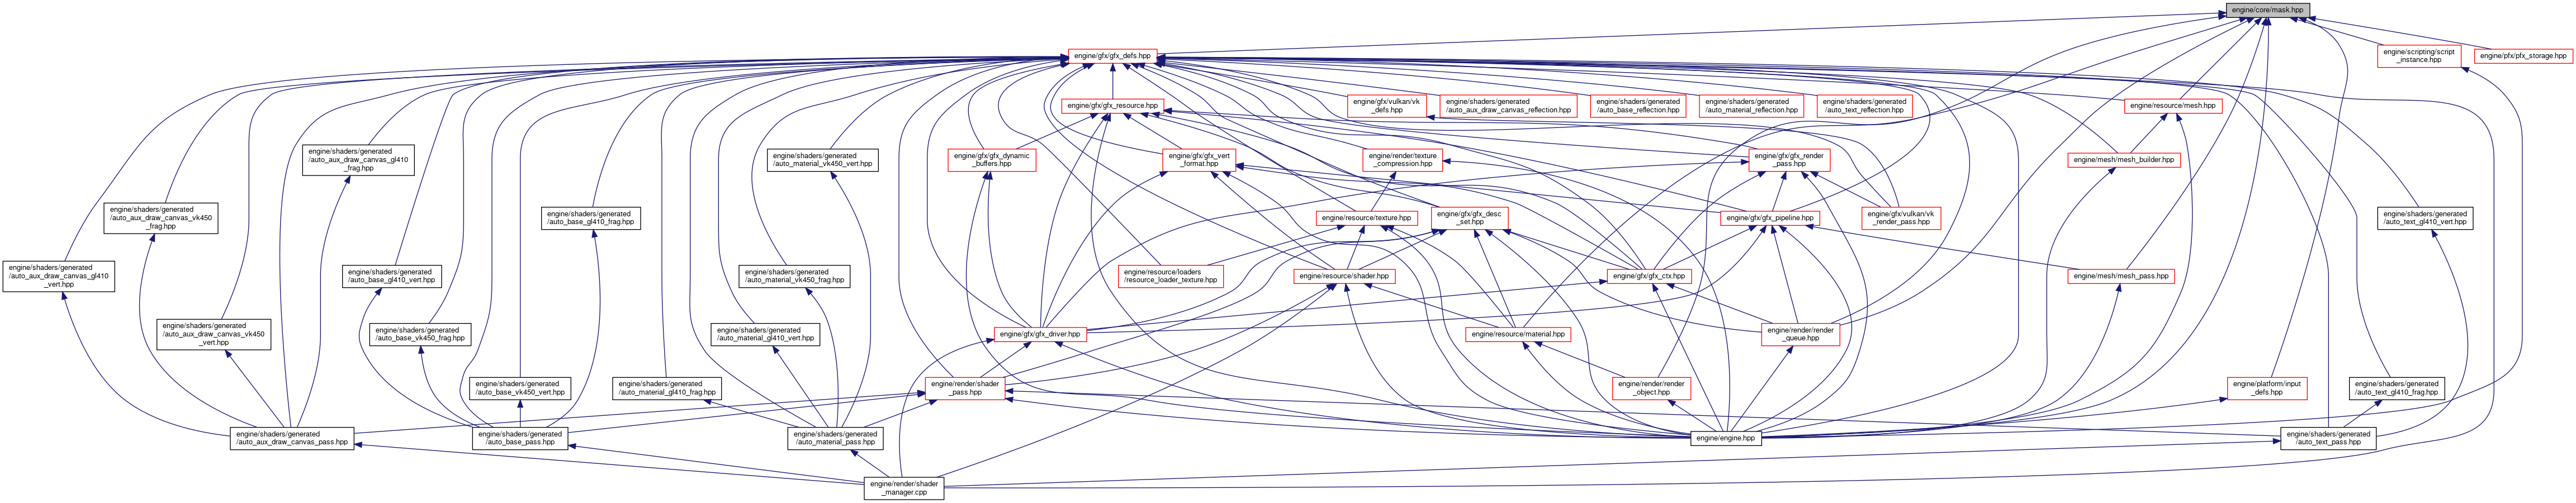 engine/core/mask.hpp
engine/gfx/gfx_defs.hpp
engine/scripting/script
_instance.hpp
engine/pfx/pfx_storage.hpp
engine/gfx/gfx_resource.hpp
engine/gfx/vulkan/vk
_defs.hpp
engine/shaders/generated
/auto_aux_draw_canvas_reflection.hpp
engine/shaders/generated
/auto_base_reflection.hpp
engine/shaders/generated
/auto_material_reflection.hpp
engine/shaders/generated
/auto_text_reflection.hpp
engine/resource/mesh.hpp
engine/shaders/generated
/auto_aux_draw_canvas_gl410
_frag.hpp
engine/shaders/generated
/auto_material_vk450_vert.hpp
engine/gfx/gfx_dynamic
_buffers.hpp
engine/gfx/gfx_vert
_format.hpp
engine/render/texture
_compression.hpp
engine/gfx/gfx_render
_pass.hpp
engine/mesh/mesh_builder.hpp
engine/shaders/generated
/auto_aux_draw_canvas_vk450
_frag.hpp
engine/shaders/generated
/auto_base_gl410_frag.hpp
engine/resource/texture.hpp
engine/gfx/gfx_desc
_set.hpp
engine/gfx/gfx_pipeline.hpp
engine/gfx/vulkan/vk
_render_pass.hpp
engine/shaders/generated
/auto_text_gl410_vert.hpp
engine/shaders/generated
/auto_aux_draw_canvas_gl410
_vert.hpp
engine/shaders/generated
/auto_base_gl410_vert.hpp
engine/shaders/generated
/auto_material_vk450_frag.hpp
engine/resource/loaders
/resource_loader_texture.hpp
engine/resource/shader.hpp
engine/gfx/gfx_ctx.hpp
engine/mesh/mesh_pass.hpp
engine/shaders/generated
/auto_aux_draw_canvas_vk450
_vert.hpp
engine/shaders/generated
/auto_base_vk450_frag.hpp
engine/shaders/generated
/auto_material_gl410_vert.hpp
engine/gfx/gfx_driver.hpp
engine/resource/material.hpp
engine/render/render
_queue.hpp
engine/shaders/generated
/auto_base_vk450_vert.hpp
engine/shaders/generated
/auto_material_gl410_frag.hpp
engine/render/shader
_pass.hpp
engine/render/render
_object.hpp
engine/platform/input
_defs.hpp
engine/shaders/generated
/auto_text_gl410_frag.hpp
engine/shaders/generated
/auto_aux_draw_canvas_pass.hpp
engine/shaders/generated
/auto_base_pass.hpp
engine/shaders/generated
/auto_material_pass.hpp
engine/engine.hpp
engine/shaders/generated
/auto_text_pass.hpp
engine/render/shader
_manager.cpp